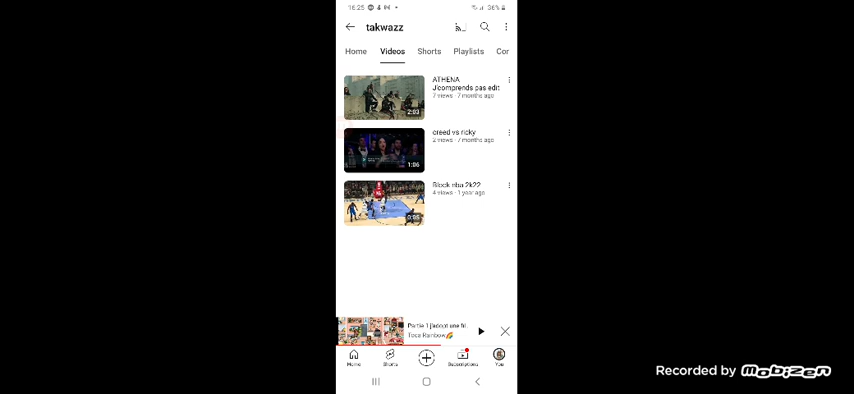 16:25
36%
takwazz
Home Videos Shorts Playlists Cor
ATHENA
J'comprends pas edit
7 views · 7 months ago
2:03
creed vs ricky
2 views · 7 months ago
1:06
Block nba 2k22
4 views · 1 year ago
Partie 1 j'adopt une fil..
Toca Rainbow🌈
Home Shorts Subscriptions You
Recorded by Mobizen